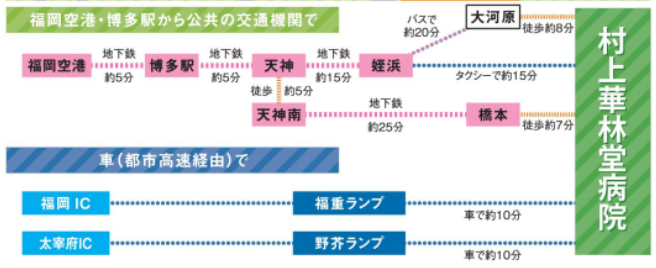 福岡空港・博多駅から公共の交通機関で
バスで
約20分
大河原
徒歩約8分
福岡空港
地下鉄
約5分
博多駅
地下鉄
約5分
天神
地下鉄
約15分
姪浜
タクシーで約15分
徒歩
約5分
天神南
地下鉄
約25分
橋本
徒歩約7分
車(都市高速経由)で
福岡IC
福重ランプ
車で約10分
太宰府IC
野芥ランプ
車で約10分
村上華林堂病院